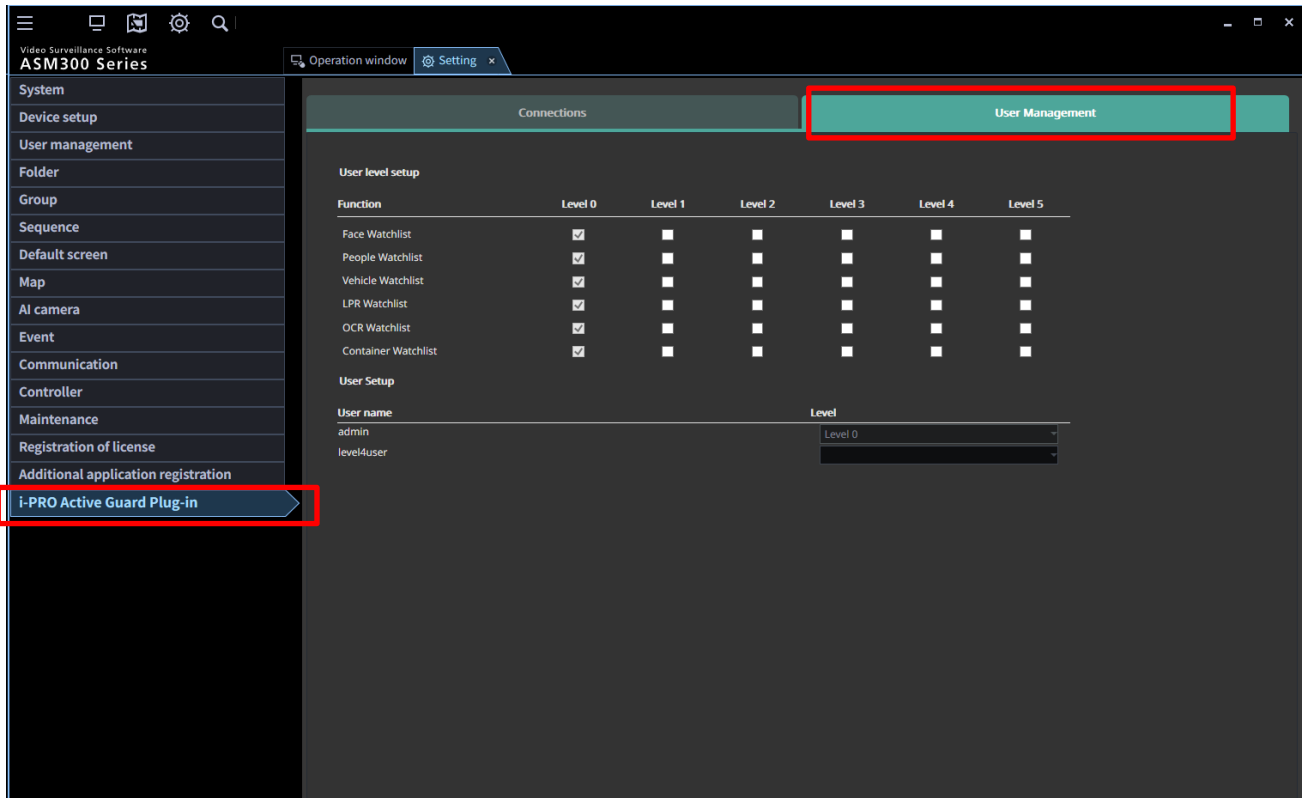 Video Surveillance Software
ASM300 Series
Operation window
Setting
System
Device setup
User management
Folder
Group
Sequence
Default screen
Map
AI camera
Event
Communication
Controller
Maintenance
Registration of license
Additional application registration
i-PRO Active Guard Plug-in
Connections
User Management
User level setup
Function Level 0 Level 1 Level 2 Level 3 Level 4 Level 5
Face Watchlist
People Watchlist
Vehicle Watchlist
LPR Watchlist
OCR Watchlist
Container Watchlist
User Setup
User name Level
admin Level 0
level4user